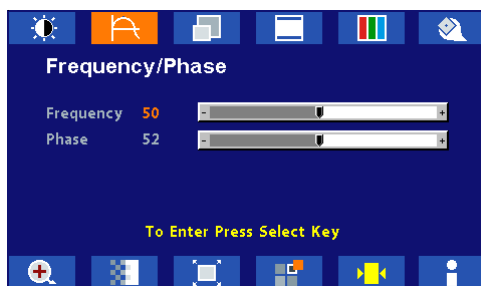 Frequency/Phase
Frequency 50 - +
Phase 52 - +
To Enter Press Select Key